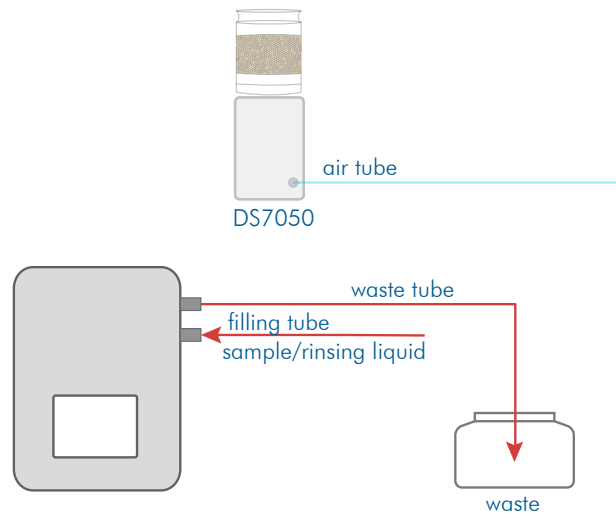 air tube
DS7050
waste tube
filling tube
sample/rinsing liquid
waste